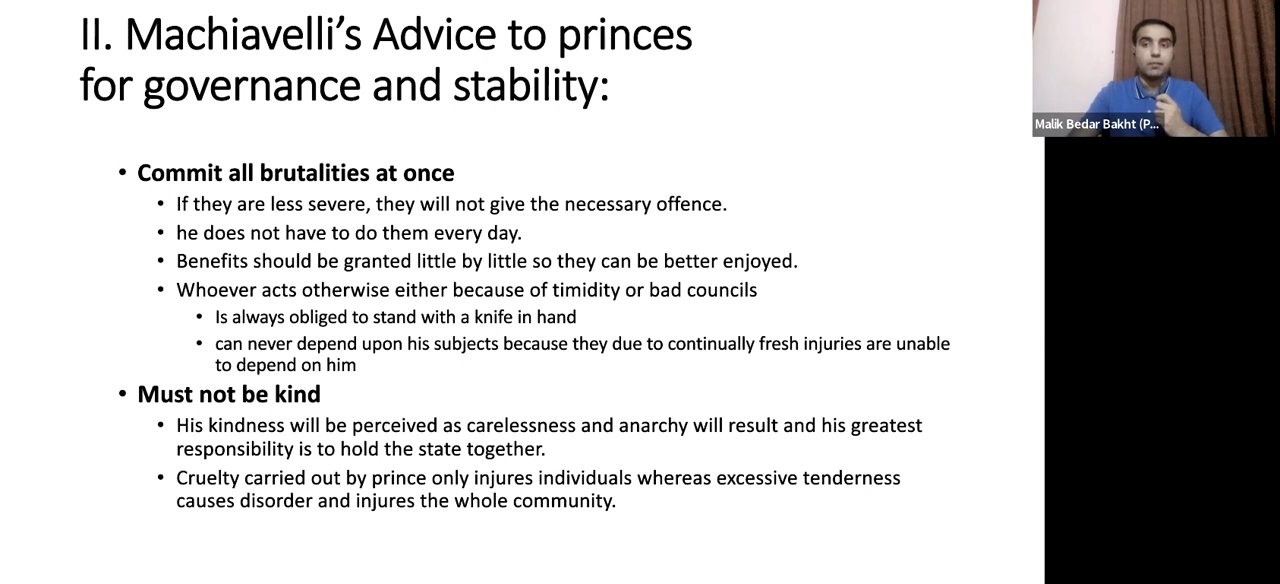 II. Machiavelli’s Advice to princes
for governance and stability:
Malik Bedar Bakht (P...
• Commit all brutalities at once
• If they are less severe, they will not give the necessary offence.
• he does not have to do them every day.
• Benefits should be granted little by little so they can be better enjoyed.
• Whoever acts otherwise either because of timidity or bad councils
• Is always obliged to stand with a knife in hand
• can never depend upon his subjects because they due to continually fresh injuries are unable
to depend on him
• Must not be kind
• His kindness will be perceived as carelessness and anarchy will result and his greatest
responsibility is to hold the state together.
• Cruelty carried out by prince only injures individuals whereas excessive tenderness
causes disorder and injures the whole community.